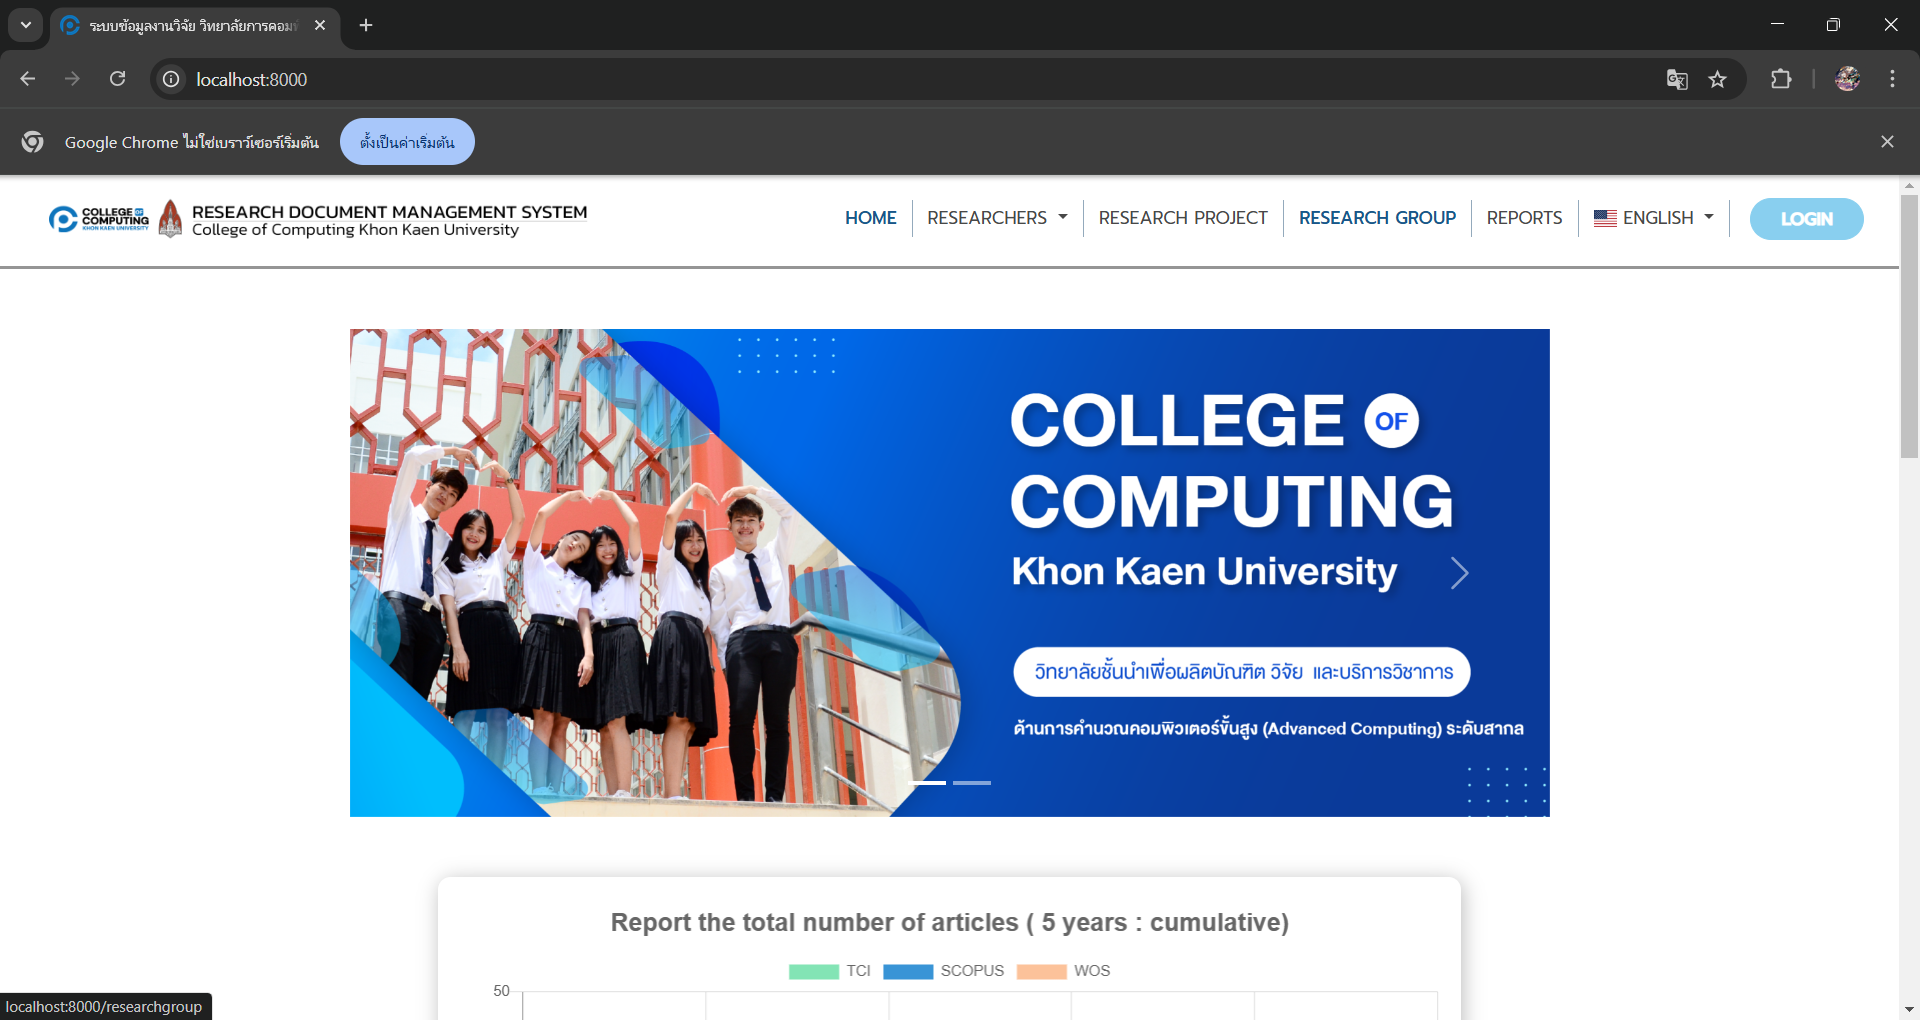 ระบบข้อมูลงานวิจัย วิทยาลัยการคอม
localhost:8000
Google Chrome ไม่ใช่เบราว์เซอร์เริ่มต้น
ตั้งเป็นค่าเริ่มต้น
COLLEGE OF
COMPUTING
KHON KAEN UNIVERSITY
RESEARCH DOCUMENT MANAGEMENT SYSTEM
College of Computing Khon Kaen University
HOME
RESEARCHERS
RESEARCH PROJECT
RESEARCH GROUP
REPORTS
ENGLISH
LOGIN
COLLEGE OF
COMPUTING
Khon Kaen University
วิทยาลัยชั้นนำเพื่อผลิตบัณฑิต วิจัย และบริการวิชาการ
ด้านการคำนวณคอมพิวเตอร์ขั้นสูง (Advanced Computing) ระดับสากล
Report the total number of articles ( 5 years : cumulative)
TCI SCOPUS WOS
50
localhost:8000/researchgroup